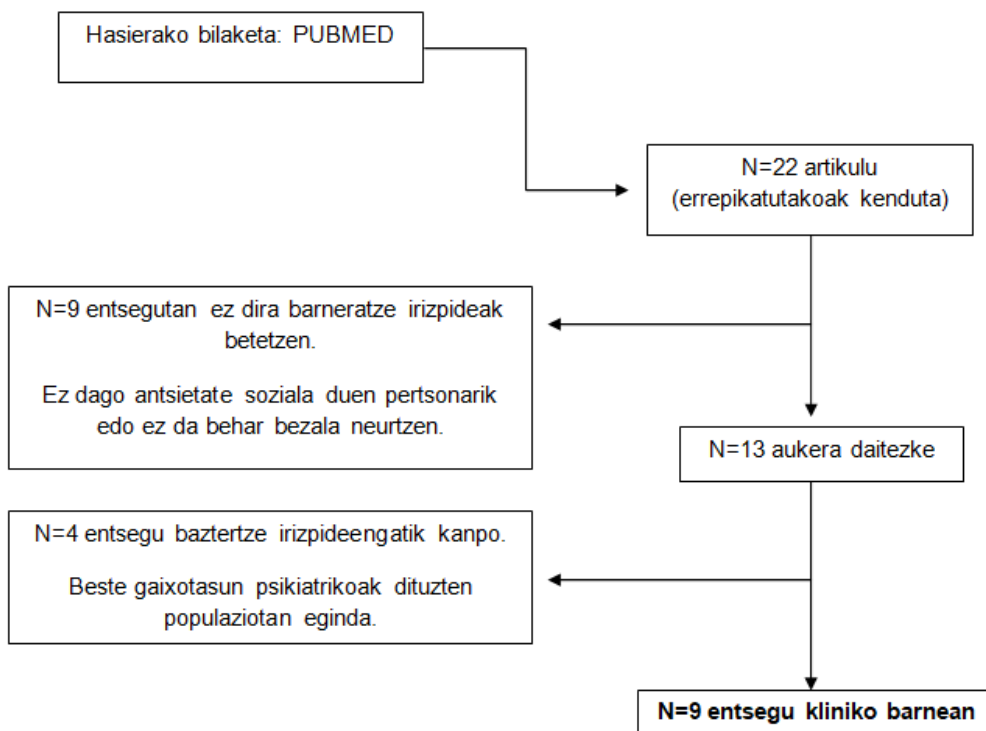 Hasierako bilaketa: PUBMED
N=22 artikulu
(errepikatutakoak kenduta)
N=9 entsegutan ez dira barneratze irizpideak
betetzen.
Ez dago antsietate soziala duen pertsonarik
edo ez da behar bezala neurtzen.
N=13 aukera daitezke
N=4 entsegu baztertze irizpideengatik kanpo.
Beste gaixotasun psikiatrikoak dituzten
populaziotan eginda.
N=9 entsegu kliniko barnean